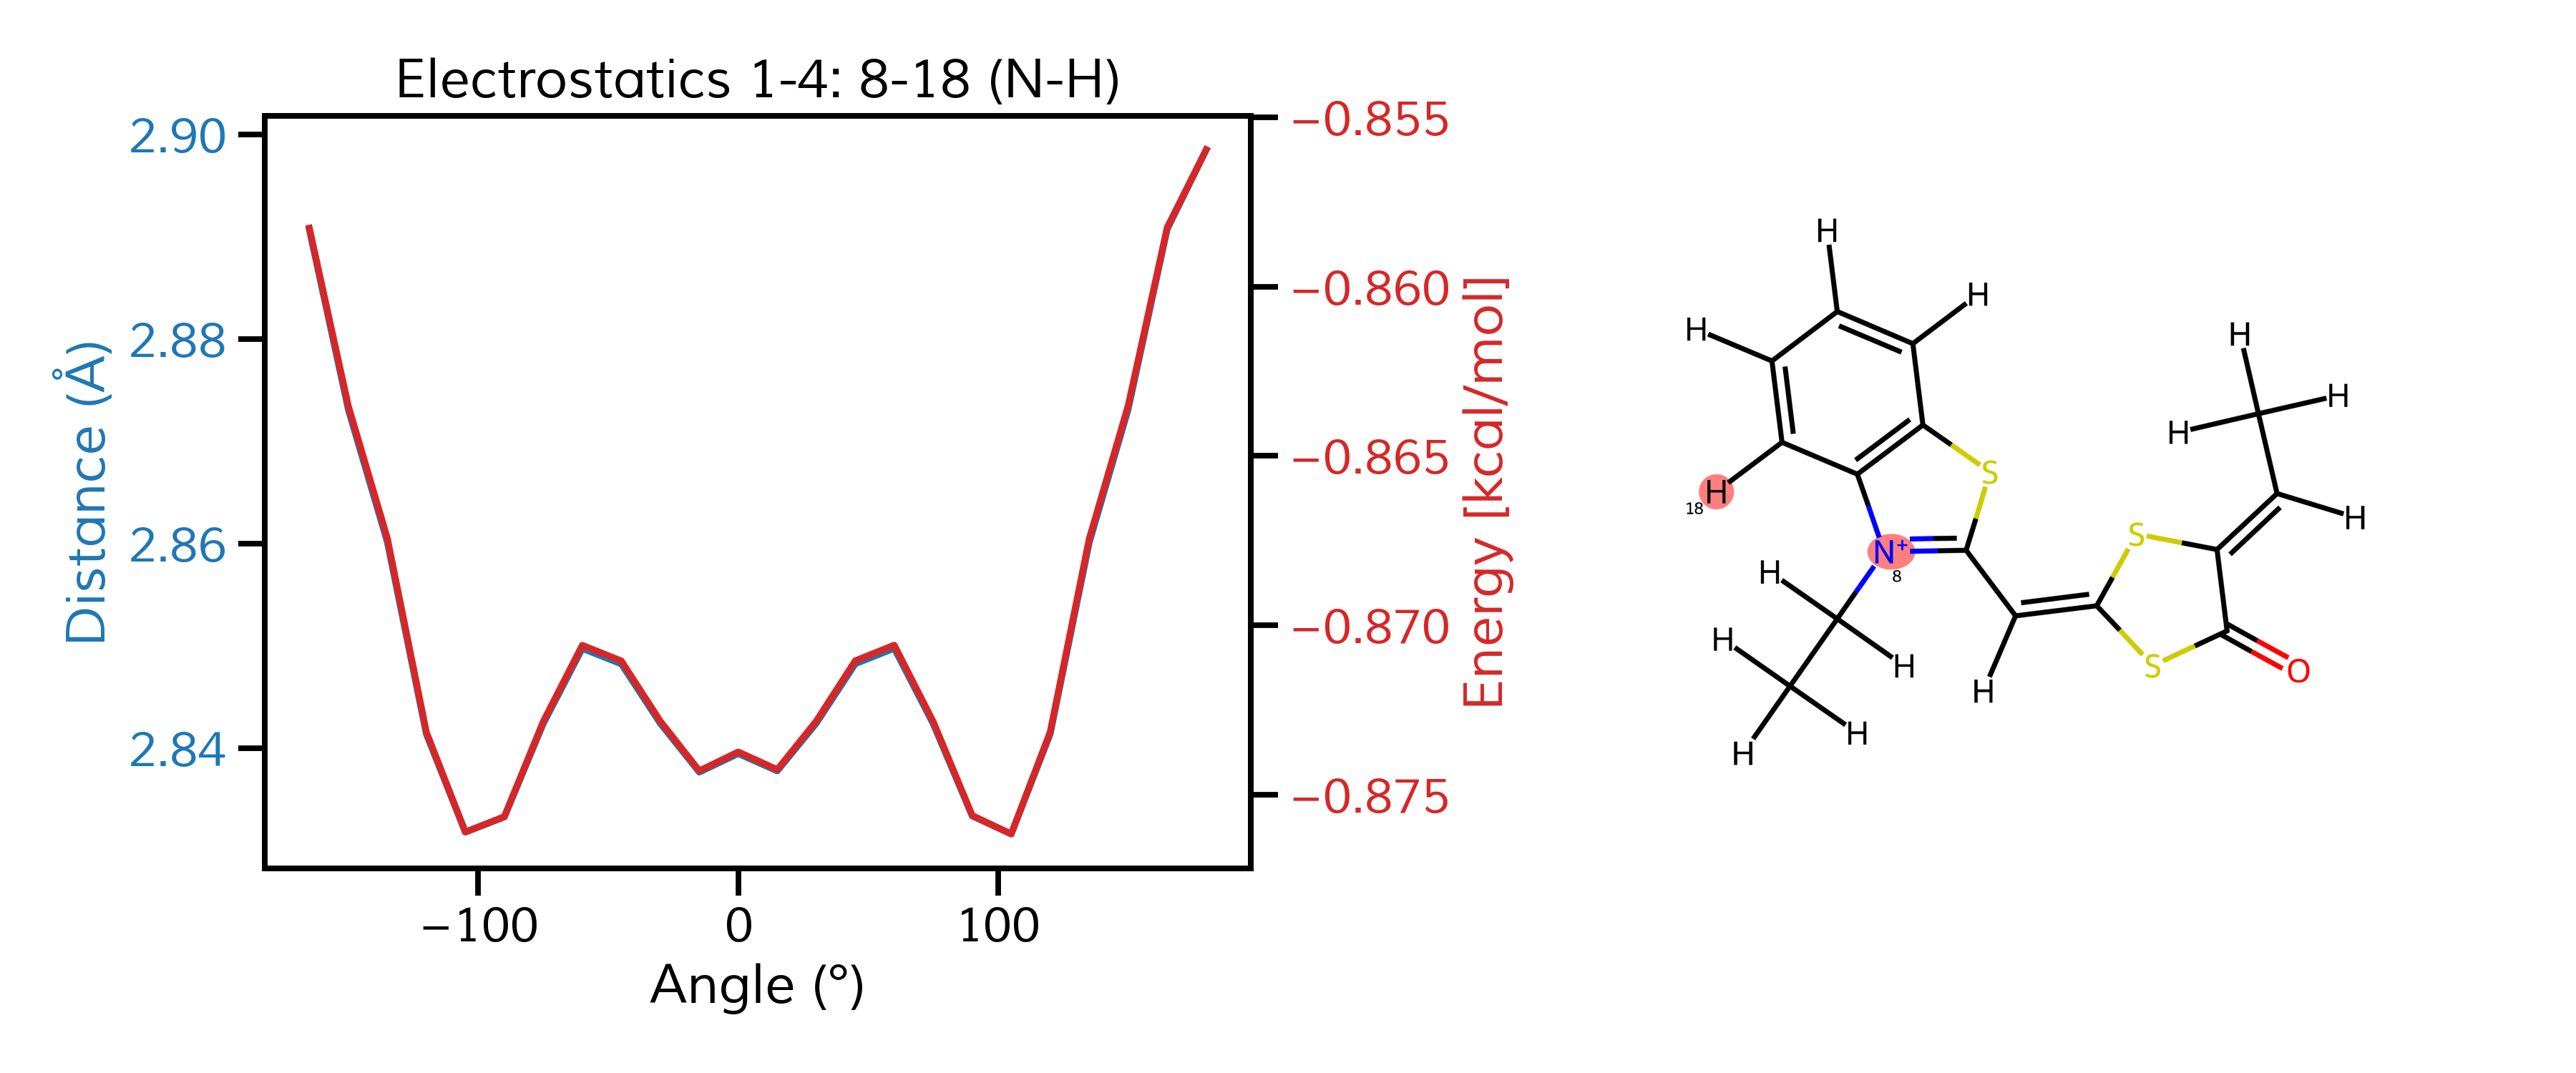 Electrostatics 1-4: 8-18 (N-H)
2.90
2.88
2.86
2.84
Distance (Å)
−0.855
−0.860
−0.865
−0.870
−0.875
Energy [kcal/mol]
−100
0
100
Angle (°)
H
H
H
H
H
H
H
S
H
18
H
S
N+
8
H
H
H
S
O
H
H
H
H